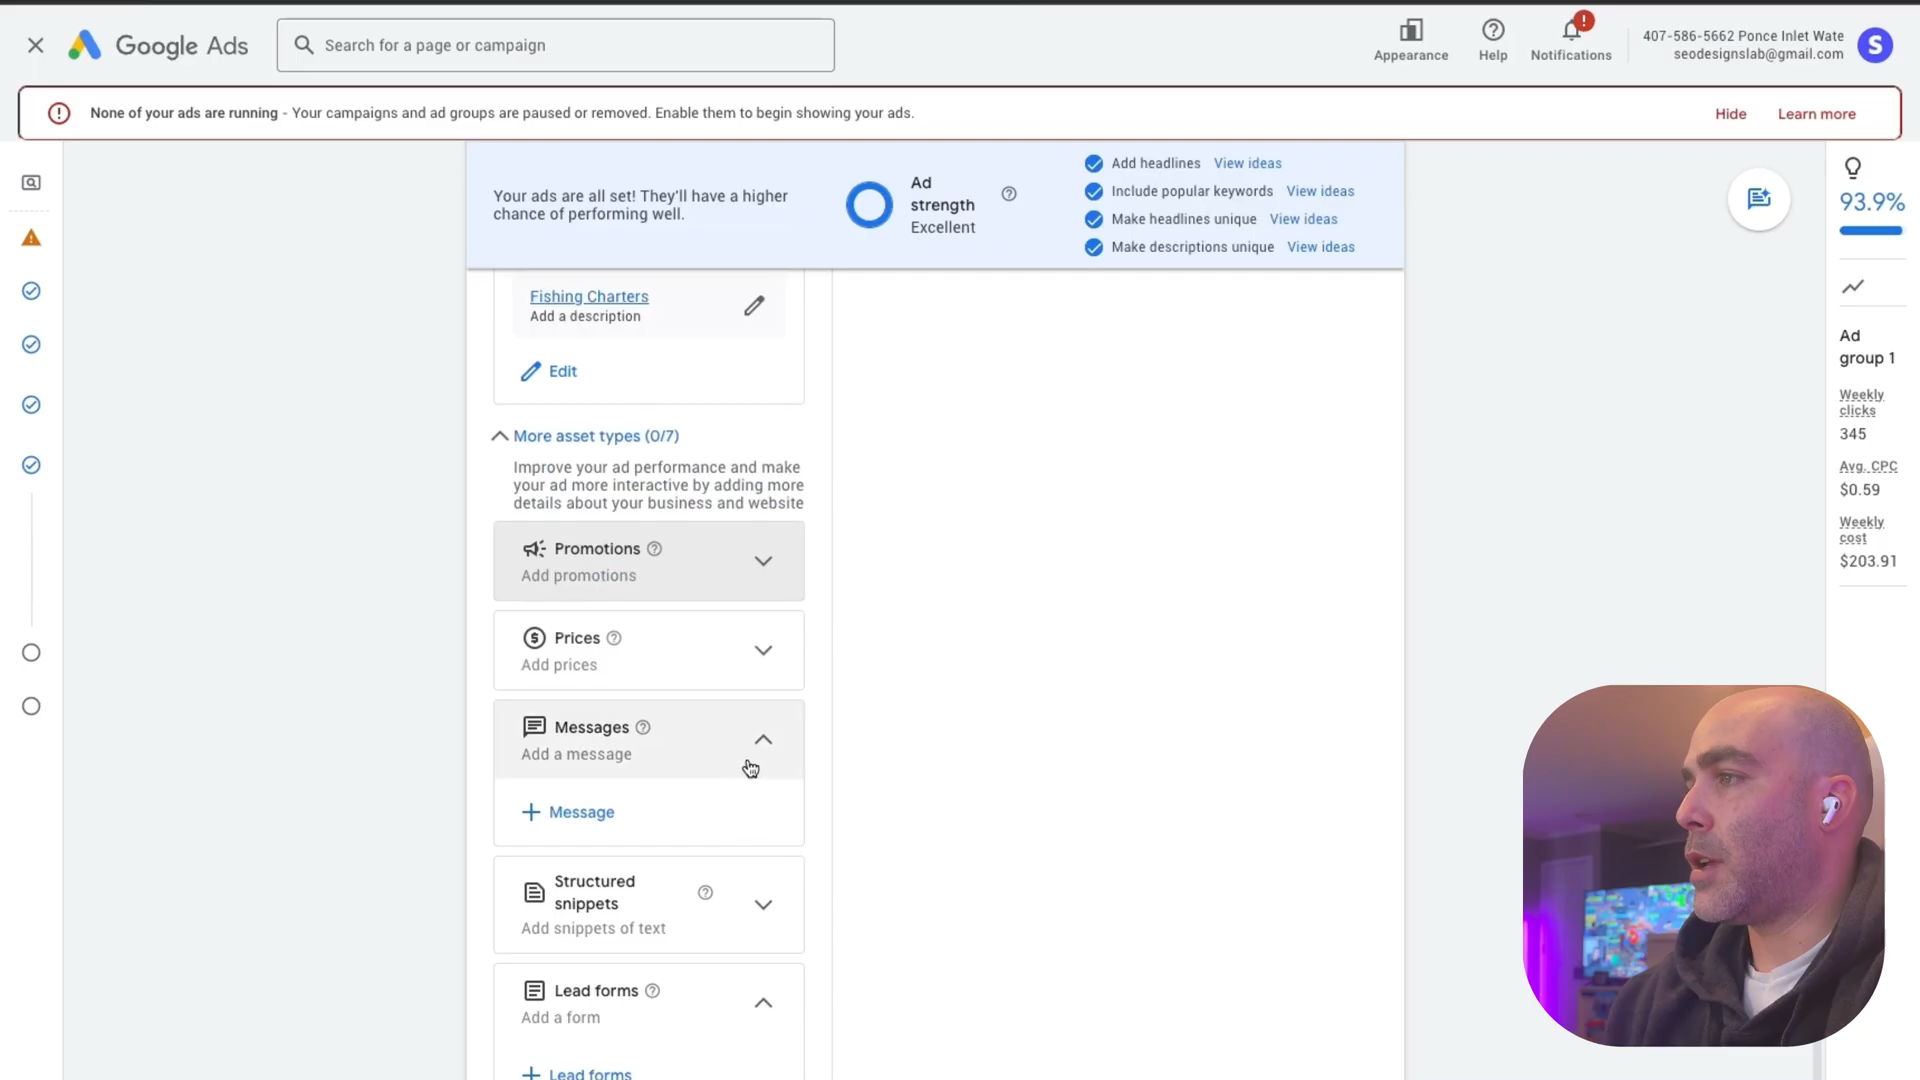 Google Ads
Search for a page or campaign
Appearance
Help
!
Notifications
407-586-5662 Ponce Inlet Wate
seodesignslab@gmail.com
S
None of your ads are running - Your campaigns and ad groups are paused or removed. Enable them to begin showing your ads.
Hide
Learn more
Your ads are all set! They'll have a higher
chance of performing well.
Ad
strength
Excellent
Add headlines View ideas
Include popular keywords View ideas
Make headlines unique View ideas
Make descriptions unique View ideas
93.9%
Ad
group 1
Weekly
clicks
345
Avg. CPC
$0.59
Weekly
cost
$203.91
Fishing Charters
Add a description
Edit
More asset types (0/7)
Improve your ad performance and make
your ad more interactive by adding more
details about your business and website
Promotions
Add promotions
Prices
Add prices
Messages
Add a message
Message
Structured
snippets
Add snippets of text
Lead forms
Add a form
Lead forms